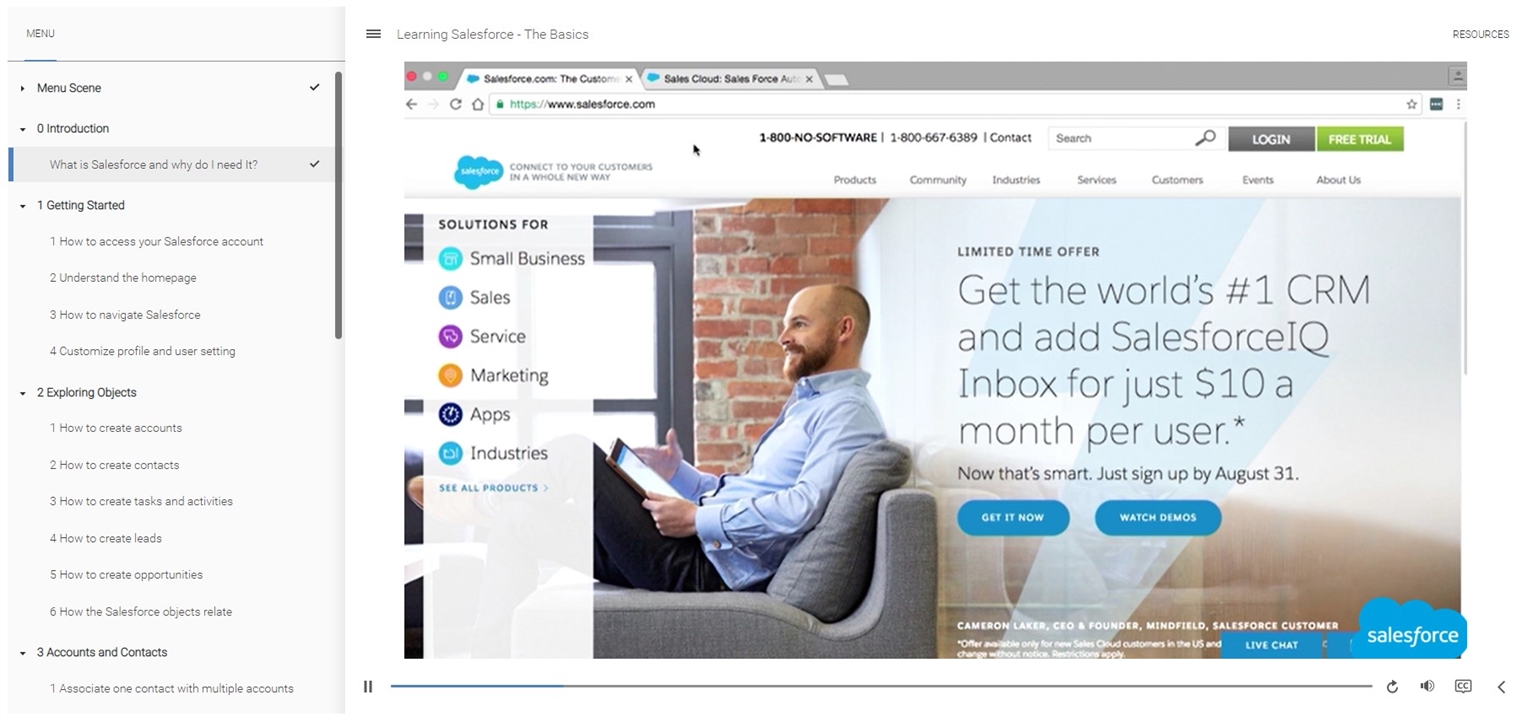 MENU
Menu Scene
0 Introduction
What is Salesforce and why do I need It?
1 Getting Started
1 How to access your Salesforce account
2 Understand the homepage
3 How to navigate Salesforce
4 Customize profile and user setting
2 Exploring Objects
1 How to create accounts
2 How to create contacts
3 How to create tasks and activities
4 How to create leads
5 How to create opportunities
6 How the Salesforce objects relate
3 Accounts and Contacts
1 Associate one contact with multiple accounts
Learning Salesforce - The Basics
RESOURCES
Salesforce.com: The Custome
Sales Cloud: Sales Force Auto
https://www.salesforce.com
1-800-NO-SOFTWARE | 1-800-667-6389 | Contact
Search
LOGIN
FREE TRIAL
salesforce
CONNECT TO YOUR CUSTOMERS
IN A WHOLE NEW WAY
Products Community Industries Services Customers Events About Us
SOLUTIONS FOR
Small Business
Sales
Service
Marketing
Apps
Industries
SEE ALL PRODUCTS >
LIMITED TIME OFFER
Get the world's #1 CRM
and add SalesforceIQ
Inbox for just $10 a
month per user.*
Now that's smart. Just sign up by August 31.
GET IT NOW
WATCH DEMOS
CAMERON LAKER, CEO & FOUNDER, MINDFIELD, SALESFORCE CUSTOMER
*Offer available only for new Sales Cloud customers in the US and
change without notice. Restrictions apply.
LIVE CHAT
salesforce
CC